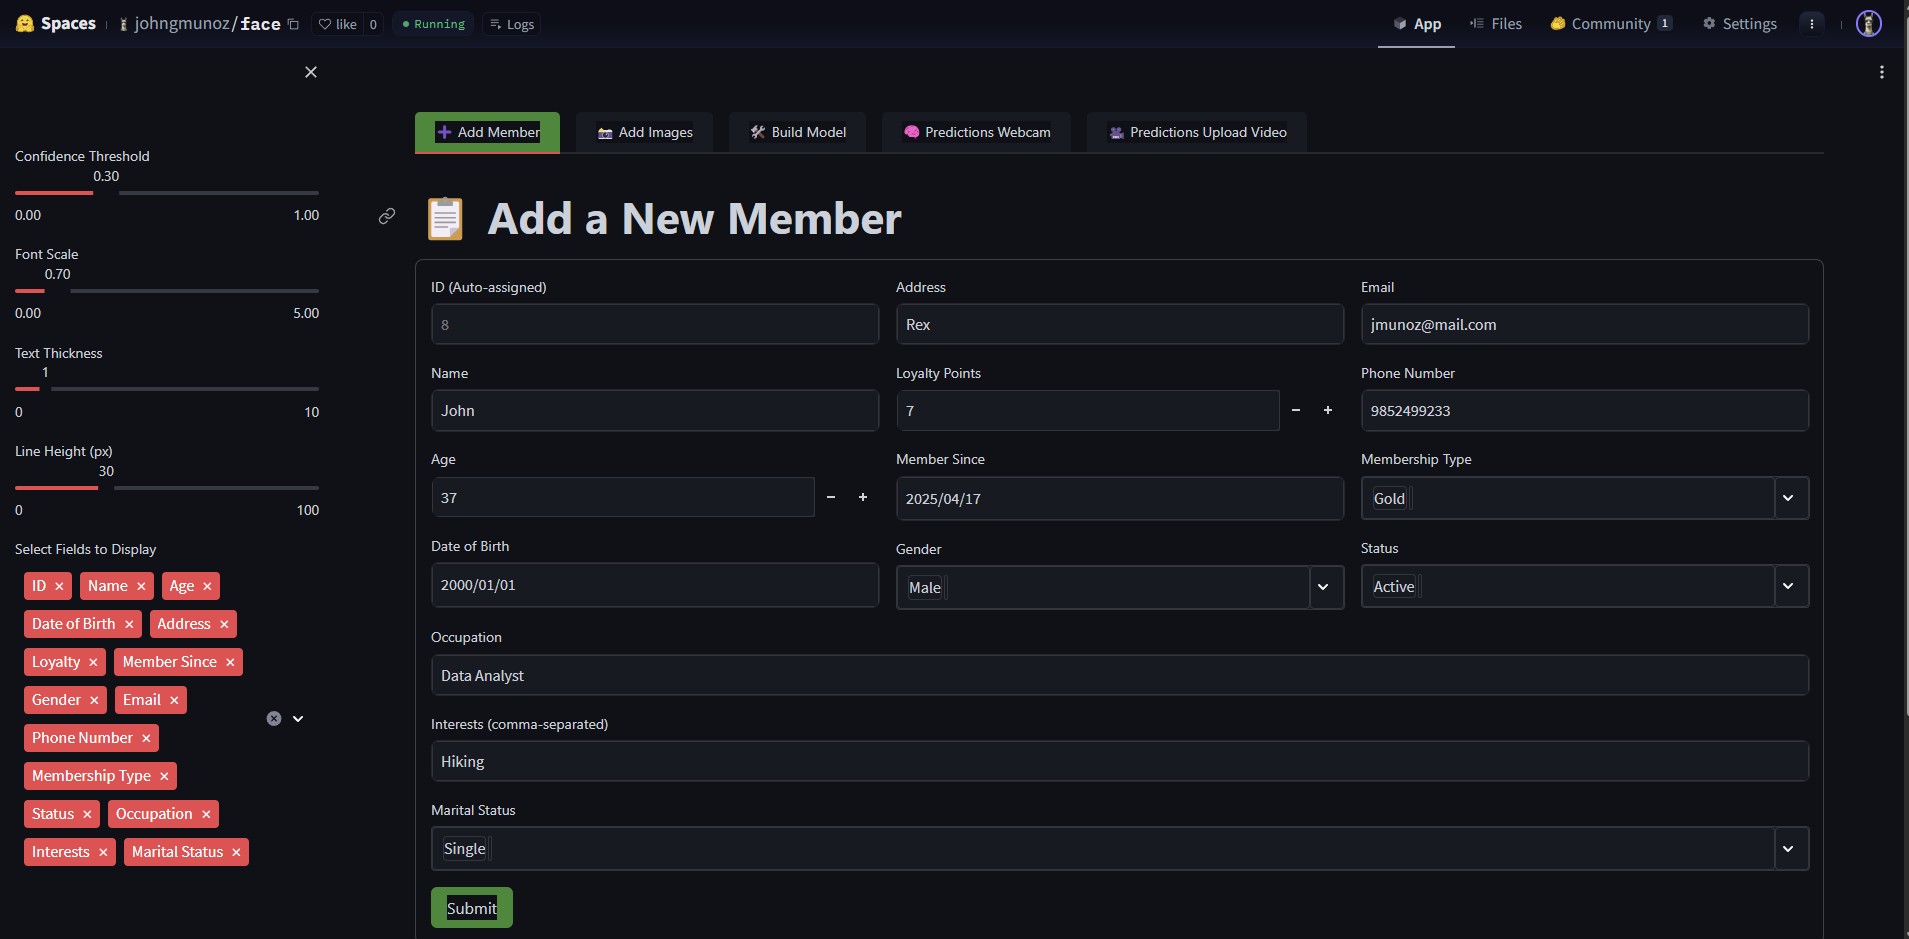 Spaces johngmunoz/face like 0 Running Logs App Files Community 1 Settings
Confidence Threshold
0.30
0.00 1.00
Font Scale
0.70
0.00 5.00
Text Thickness
1
0 10
Line Height (px)
30
0 100
Select Fields to Display
ID × Name × Age ×
Date of Birth × Address ×
Loyalty × Member Since ×
Gender × Email ×
Phone Number ×
Membership Type ×
Status × Occupation ×
Interests × Marital Status ×
Add Member Add Images Build Model Predictions Webcam Predictions Upload Video
Add a New Member
ID (Auto-assigned) Address Email
8 Rex jmunoz@mail.com
Name Loyalty Points Phone Number
John 7 − + 9852499233
Age Member Since Membership Type
37 − + 2025/04/17 Gold
Date of Birth Gender Status
2000/01/01 Male Active
Occupation
Data Analyst
Interests (comma-separated)
Hiking
Marital Status
Single
Submit